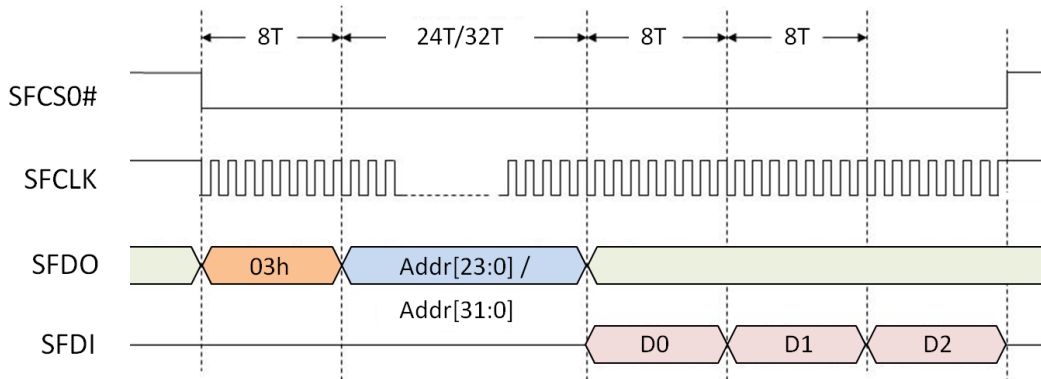 8T 24T/32T 8T 8T
SFCS0#
SFCLK
SFDO 03h Addr[23:0] /
Addr[31:0]
SFDI D0 D1 D2